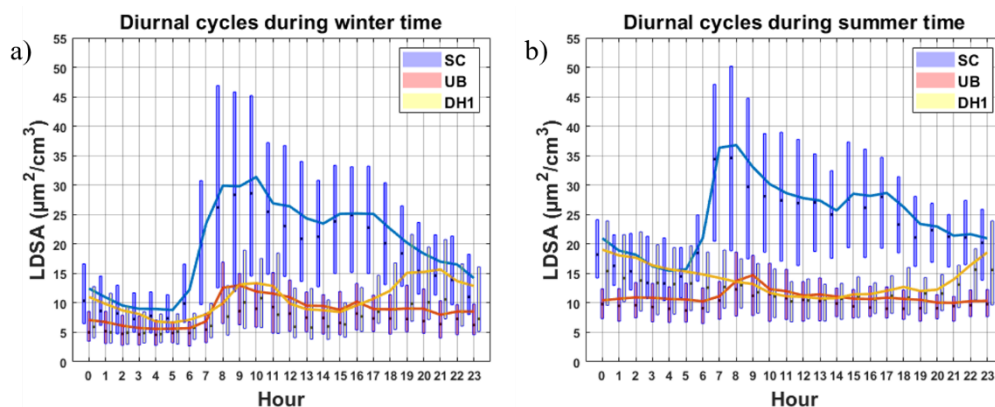 a)
Diurnal cycles during winter time
LDSA (µm²/cm³)
55
50
45
40
35
30
25
20
15
10
5
0
SC
UB
DH1
0 1 2 3 4 5 6 7 8 9 10 11 12 13 14 15 16 17 18 19 20 21 22 23
Hour
b)
Diurnal cycles during summer time
LDSA (µm²/cm³)
55
50
45
40
35
30
25
20
15
10
5
0
SC
UB
DH1
0 1 2 3 4 5 6 7 8 9 10 11 12 13 14 15 16 17 18 19 20 21 22 23
Hour